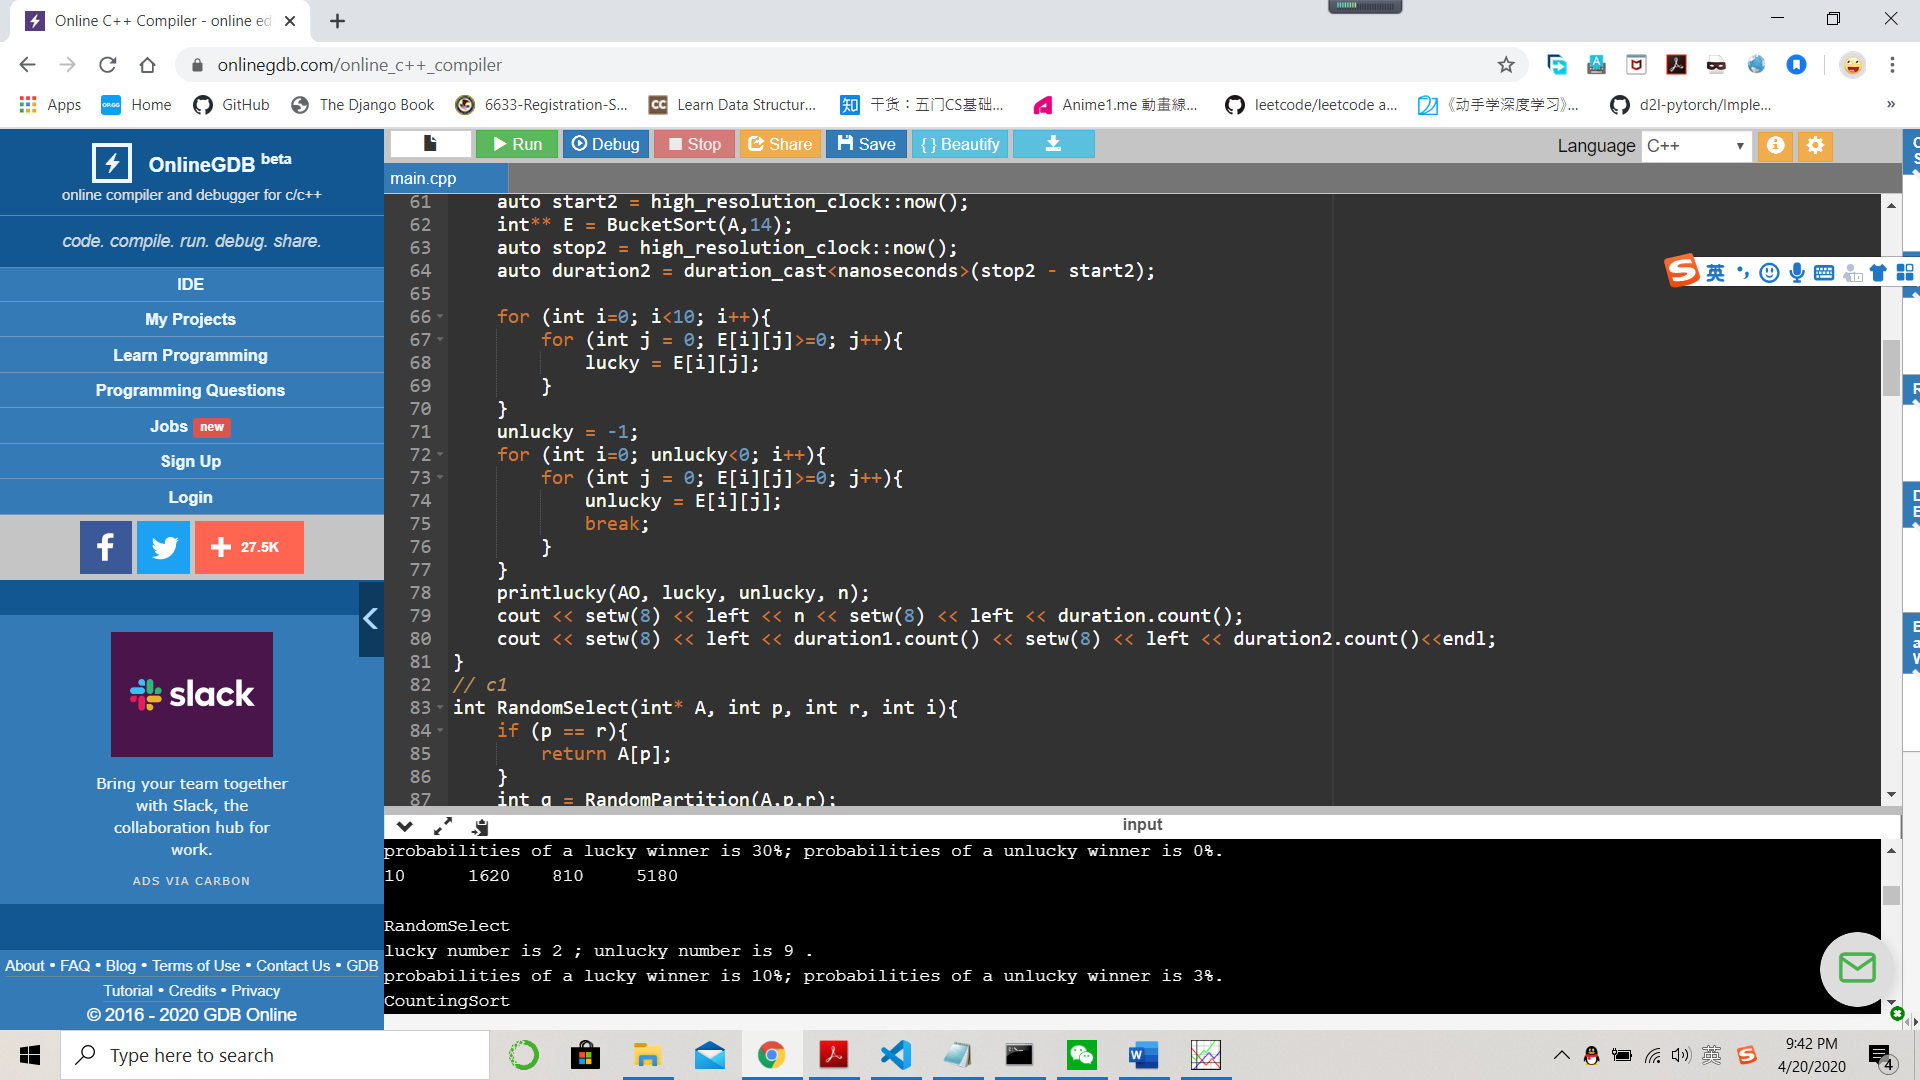 Online C++ Compiler - online ed
onlinegdb.com/online_c++_compiler
Apps
OP.GG Home
GitHub
The Django Book
6633-Registration-S...
CC Learn Data Structur...
知 干货：五门CS基础...
Anime1.me 動畫線...
leetcode/leetcode a...
《动手学深度学习》...
d2l-pytorch/Imple...
»
OnlineGDB beta
online compiler and debugger for c/c++
code. compile. run. debug. share.
IDE
My Projects
Learn Programming
Programming Questions
Jobs new
Sign Up
Login
27.5K
slack
Bring your team together
with Slack, the
collaboration hub for
work.
ADS VIA CARBON
About • FAQ • Blog • Terms of Use • Contact Us • GDB
Tutorial • Credits • Privacy
© 2016 - 2020 GDB Online
Run Debug Stop Share Save { } Beautify
Language C++
main.cpp
61 auto start2 = high_resolution_clock::now();
62 int** E = BucketSort(A,14);
63 auto stop2 = high_resolution_clock::now();
64 auto duration2 = duration_cast<nanoseconds>(stop2 - start2);
65
66 for (int i=0; i<10; i++){
67 for (int j = 0; E[i][j]>=0; j++){
68 lucky = E[i][j];
69 }
70 }
71 unlucky = -1;
72 for (int i=0; unlucky<0; i++){
73 for (int j = 0; E[i][j]>=0; j++){
74 unlucky = E[i][j];
75 break;
76 }
77 }
78 printlucky(AO, lucky, unlucky, n);
79 cout << setw(8) << left << n << setw(8) << left << duration.count();
80 cout << setw(8) << left << duration1.count() << setw(8) << left << duration2.count()<<endl;
81 }
82 // c1
83 int RandomSelect(int* A, int p, int r, int i){
84 if (p == r){
85 return A[p];
86 }
87 int q = RandomPartition(A,p,r);
英
input
probabilities of a lucky winner is 30%; probabilities of a unlucky winner is 0%.
10 1620 810 5180
RandomSelect
lucky number is 2 ; unlucky number is 9 .
probabilities of a lucky winner is 10%; probabilities of a unlucky winner is 3%.
CountingSort
Type here to search
英
9:42 PM
4/20/2020
4